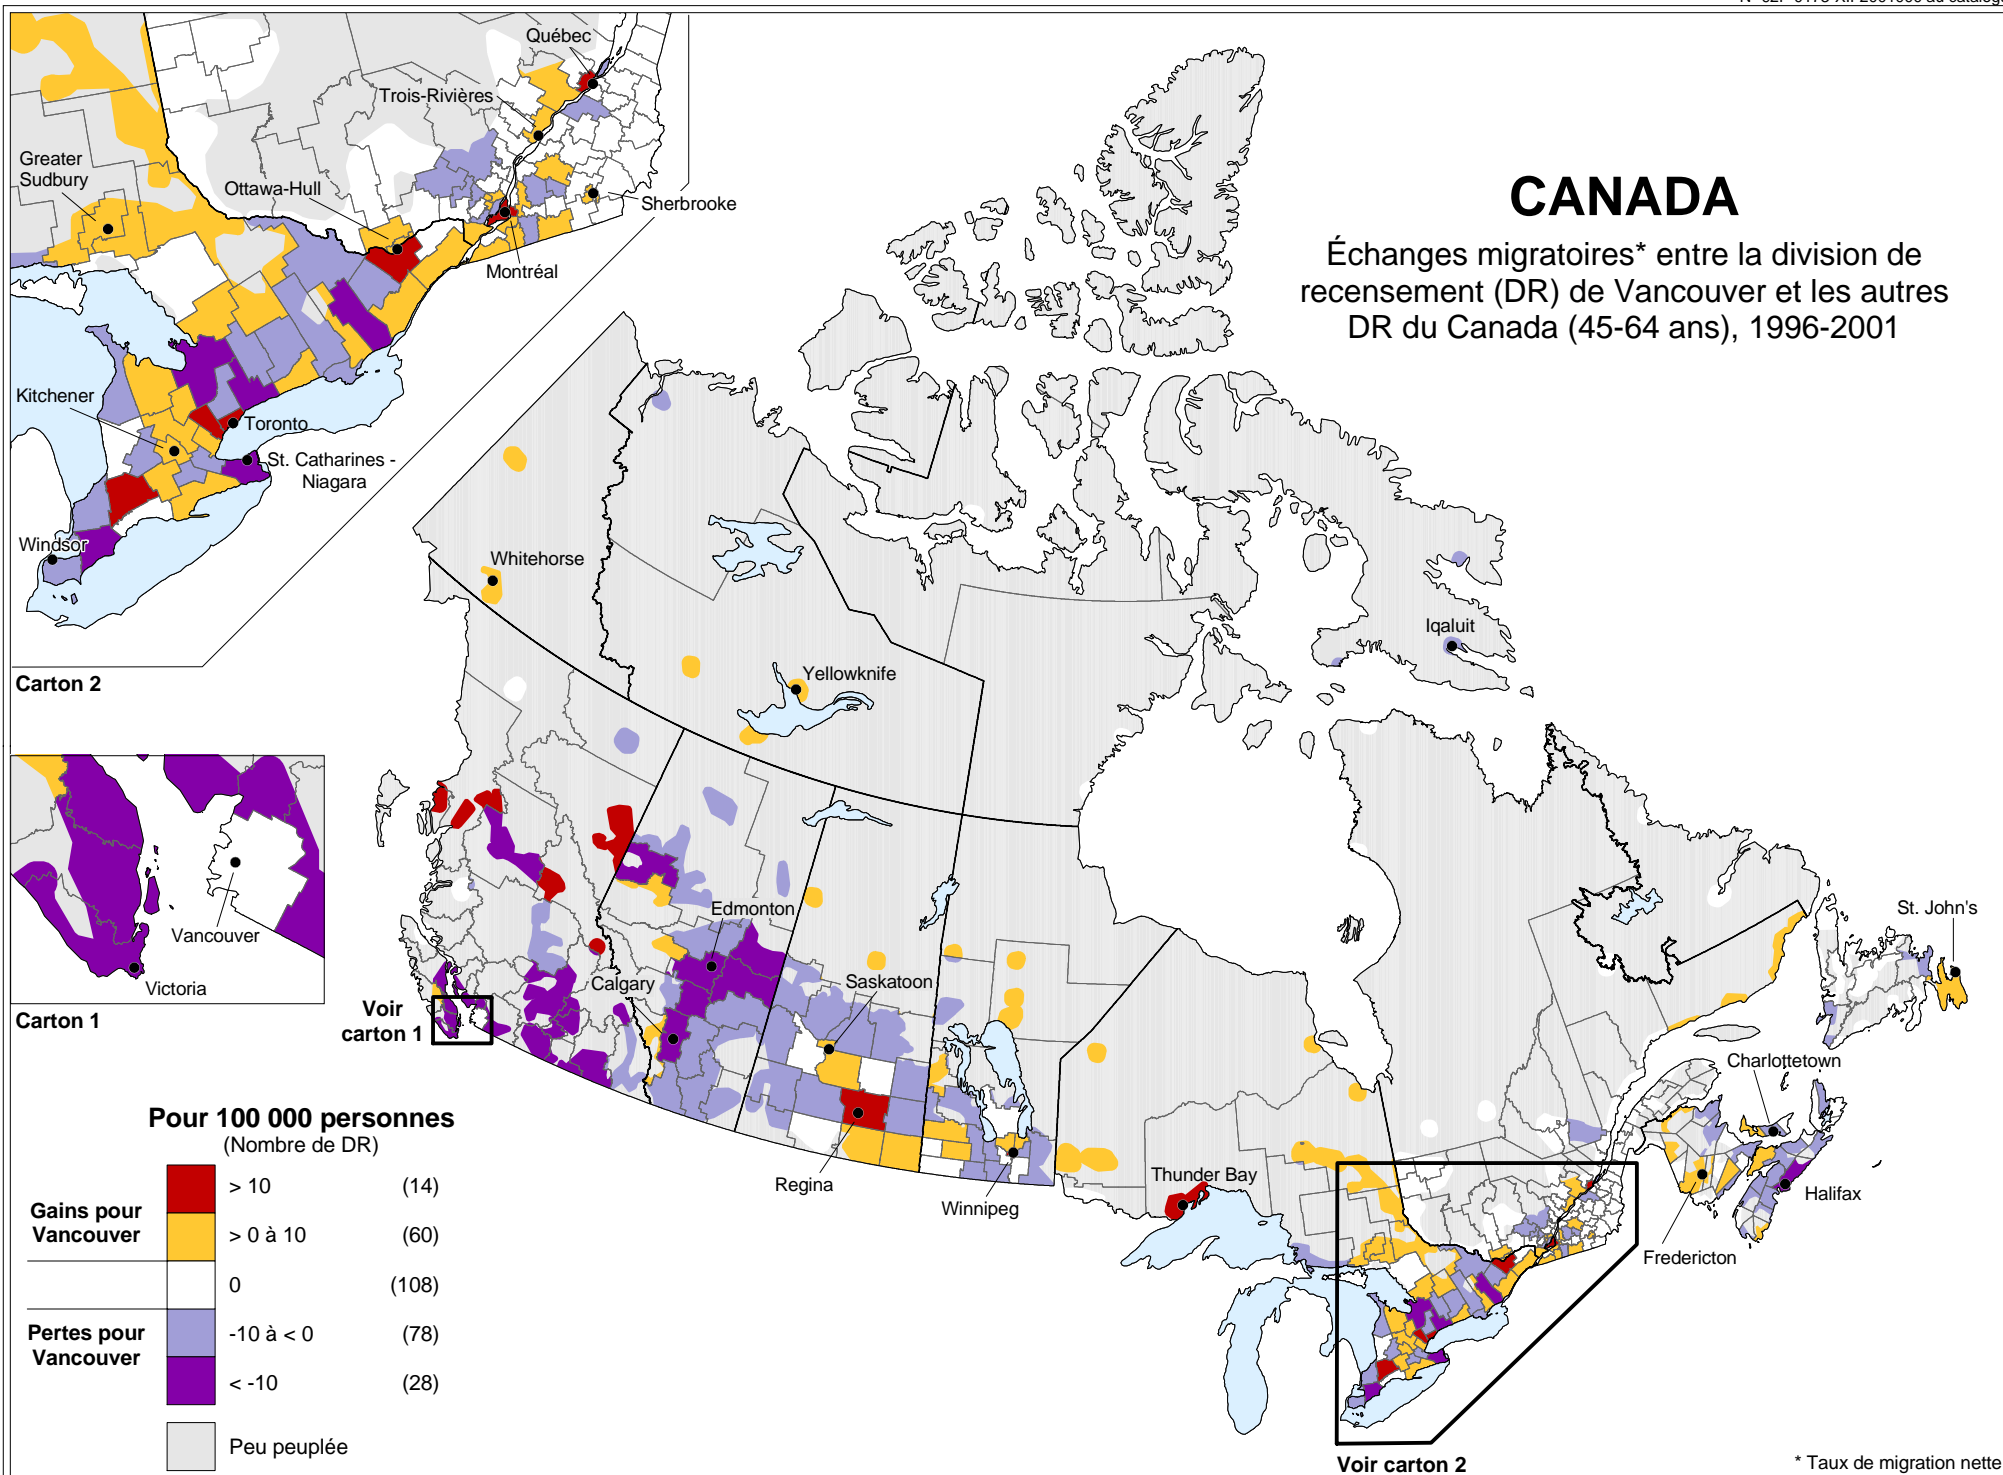 CANADA
Échanges migratoires* entre la division de
recensement (DR) de Vancouver et les autres
DR du Canada (45-64 ans), 1996-2001
Québec
Trois-Rivières
Greater
Sudbury
Ottawa-Hull
Sherbrooke
Montréal
Kitchener
Toronto
St. Catharines -
Niagara
Windsor
Carton 2
Vancouver
Victoria
Carton 1
Whitehorse
Yellowknife
Iqaluit
Edmonton
Calgary
Saskatoon
Voir
carton 1
Regina
Winnipeg
Thunder Bay
St. John's
Charlottetown
Halifax
Fredericton
Voir carton 2
Pour 100 000 personnes
(Nombre de DR)
Gains pour
Vancouver
> 10 (14)
> 0 à 10 (60)
0 (108)
Pertes pour
Vancouver
-10 à < 0 (78)
< -10 (28)
Peu peuplée
* Taux de migration nette